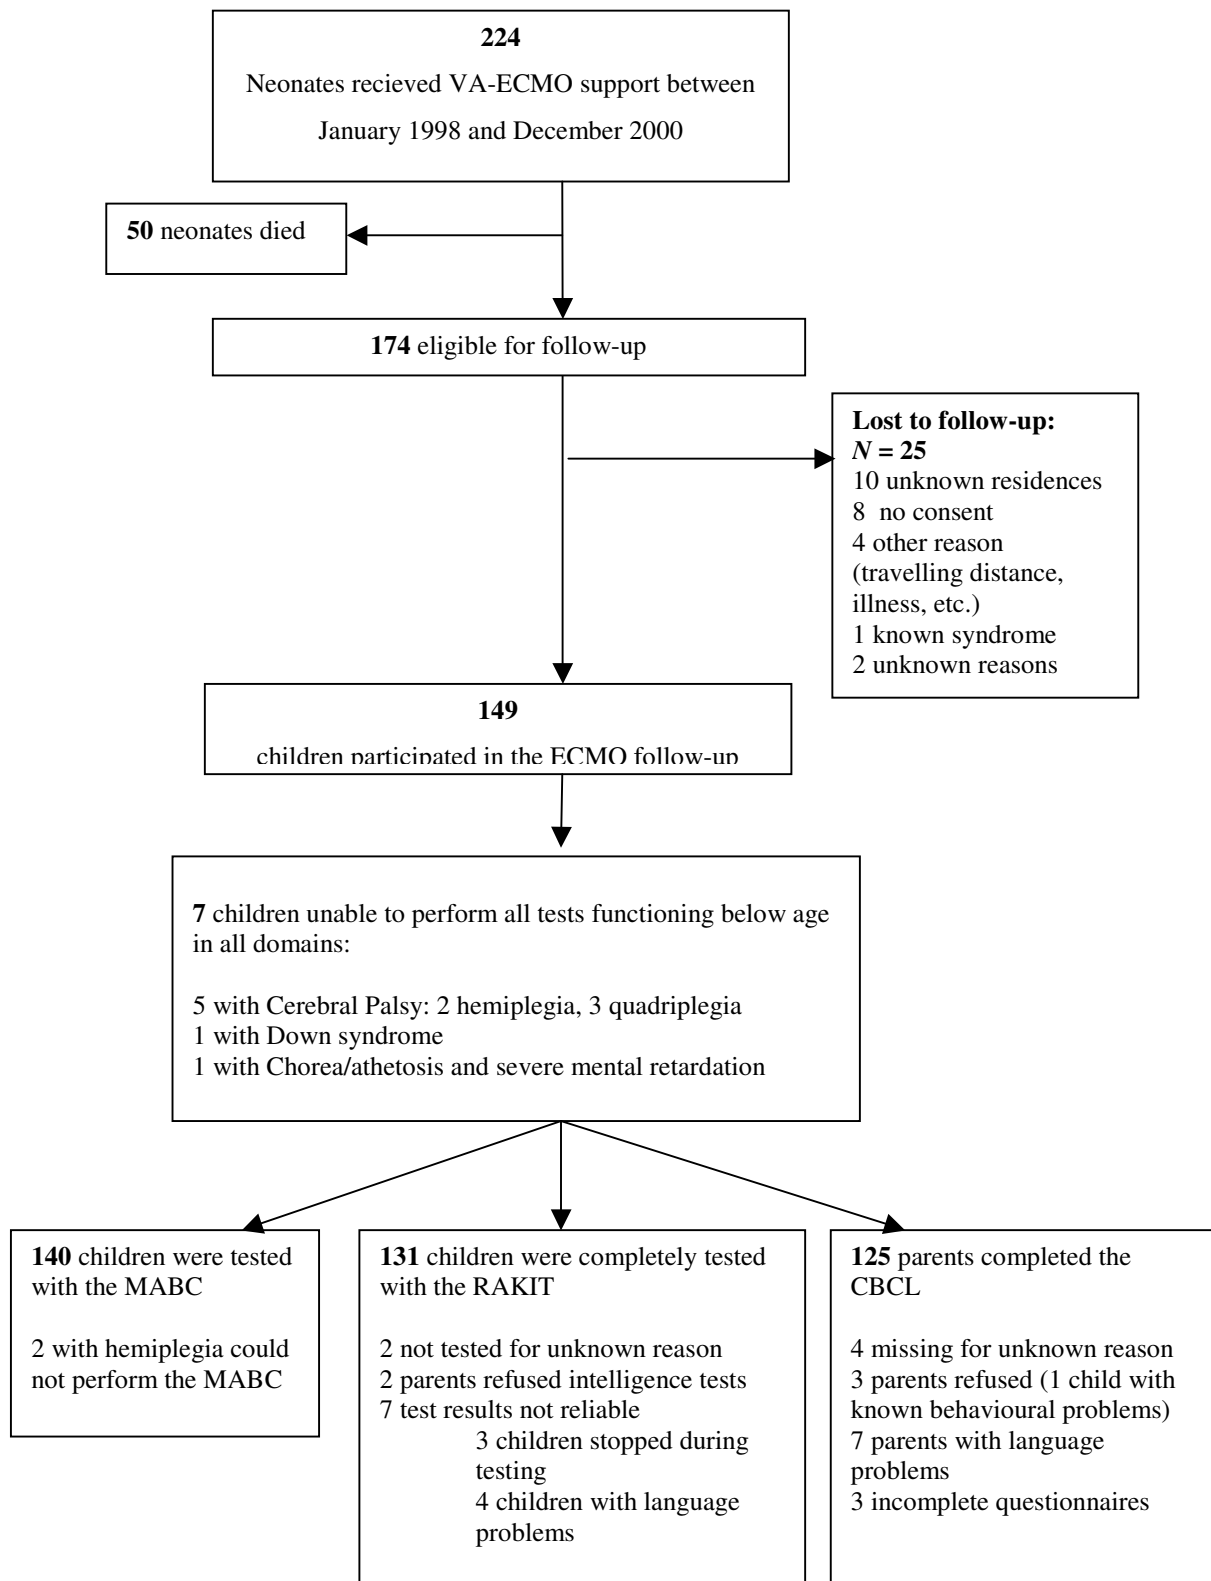 224
Neonates recieved VA-ECMO support between
January 1998 and December 2000
50 neonates died
174 eligible for follow-up
Lost to follow-up:
N = 25
10 unknown residences
8 no consent
4 other reason
(travelling distance,
illness, etc.)
1 known syndrome
2 unknown reasons
149
children participated in the ECMO follow-up
7 children unable to perform all tests functioning below age
in all domains:
5 with Cerebral Palsy: 2 hemiplegia, 3 quadriplegia
1 with Down syndrome
1 with Chorea/athetosis and severe mental retardation
140 children were tested
with the MABC
2 with hemiplegia could
not perform the MABC
131 children were completely tested
with the RAKIT
2 not tested for unknown reason
2 parents refused intelligence tests
7 test results not reliable
3 children stopped during
testing
4 children with language
problems
125 parents completed the
CBCL
4 missing for unknown reason
3 parents refused (1 child with
known behavioural problems)
7 parents with language
problems
3 incomplete questionnaires